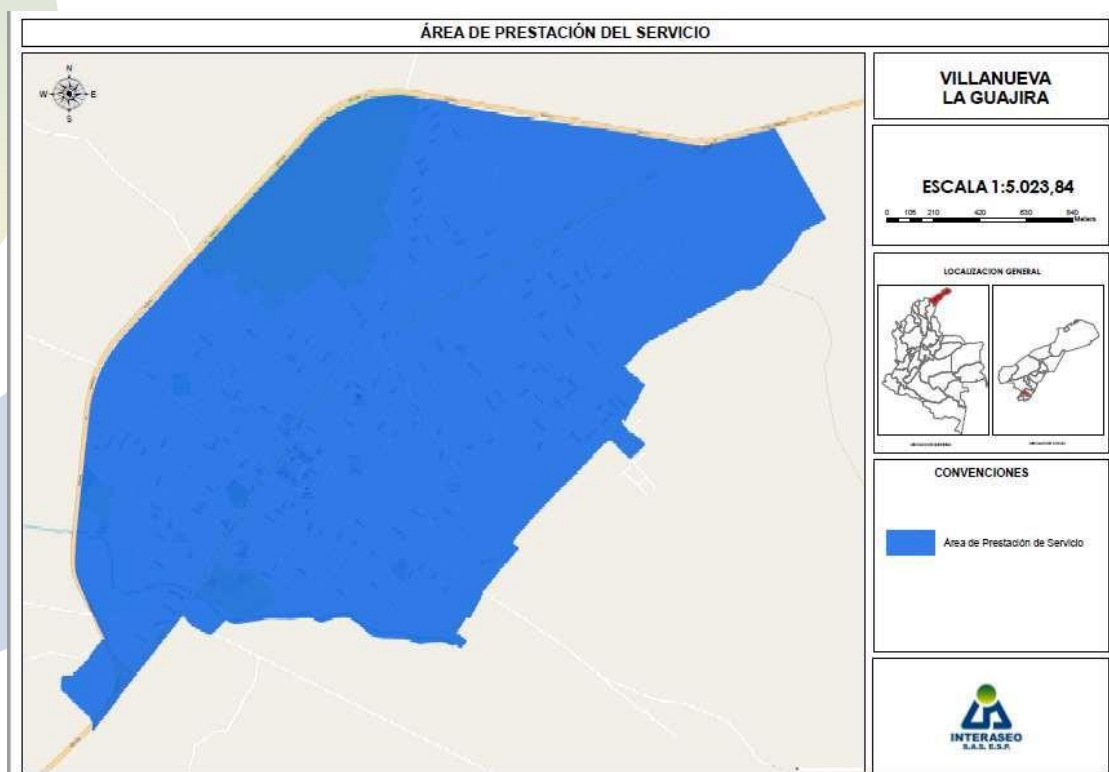 ÁREA DE PRESTACIÓN DEL SERVICIO
N
W E
S
VILLANUEVA
LA GUAJIRA
ESCALA 1:5.023,84
0 105 210 420 630 840
Meters
LOCALIZACION GENERAL
CONVENCIONES
Área de Prestación de Servicio
INTERASEO
S.A.S. E.S.P.